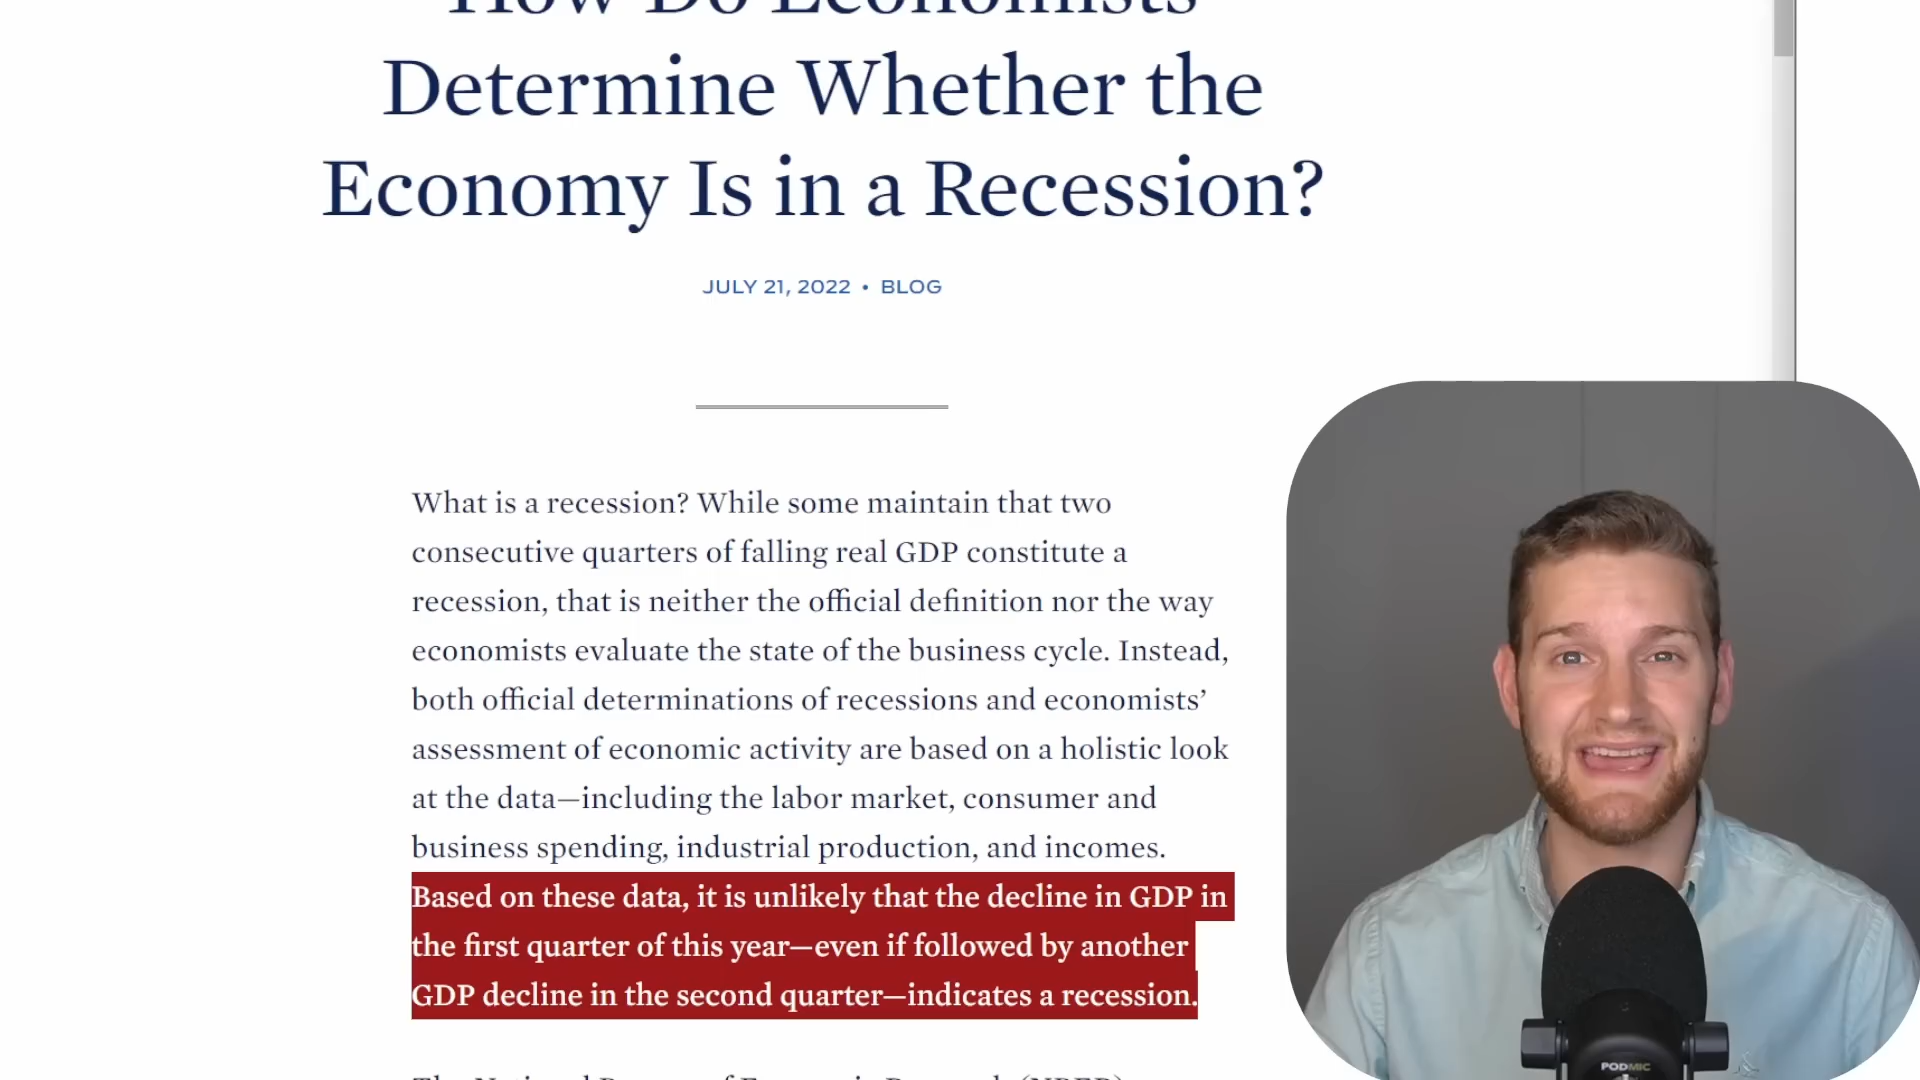 How Do Economists
Determine Whether the
Economy Is in a Recession?
JULY 21, 2022 • BLOG
What is a recession? While some maintain that two
consecutive quarters of falling real GDP constitute a
recession, that is neither the official definition nor the way
economists evaluate the state of the business cycle. Instead,
both official determinations of recessions and economists’
assessment of economic activity are based on a holistic look
at the data—including the labor market, consumer and
business spending, industrial production, and incomes.
Based on these data, it is unlikely that the decline in GDP in
the first quarter of this year—even if followed by another
GDP decline in the second quarter—indicates a recession.
PODMIC